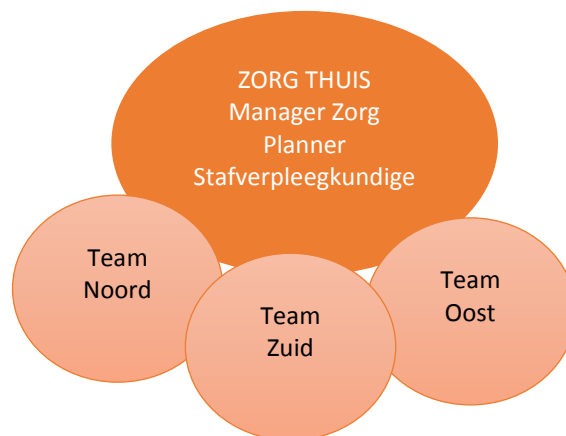 ZORG THUIS
Manager Zorg
Planner
Stafverpleegkundige
Team
Noord
Team
Zuid
Team
Oost